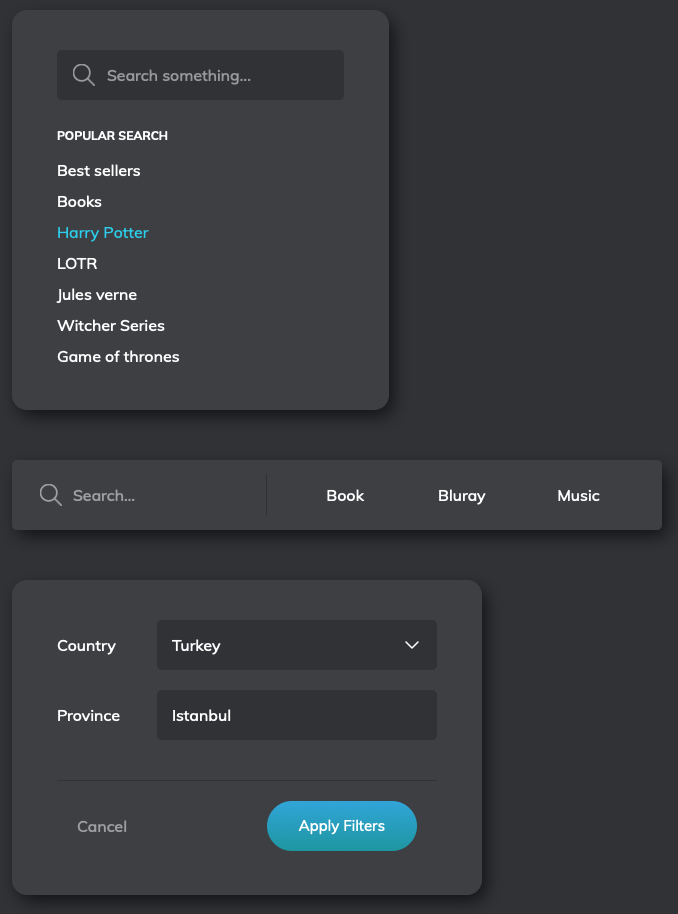 Search something...
POPULAR SEARCH
Best sellers
Books
Harry Potter
LOTR
Jules verne
Witcher Series
Game of thrones
Search...
Book
Bluray
Music
Country
Turkey
Province
Istanbul
Cancel
Apply Filters